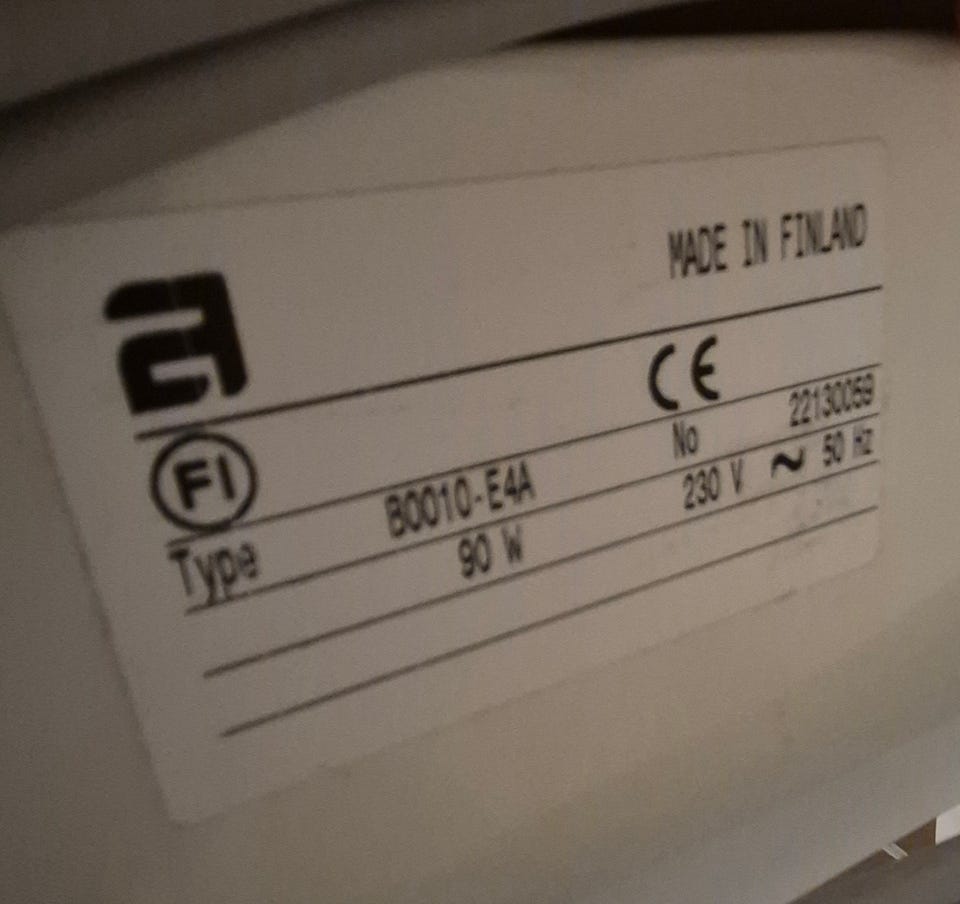 a
MADE IN FINLAND
FI CE
Type B0010-E4A No 22130059
90 W 230 V ~ 50 Hz